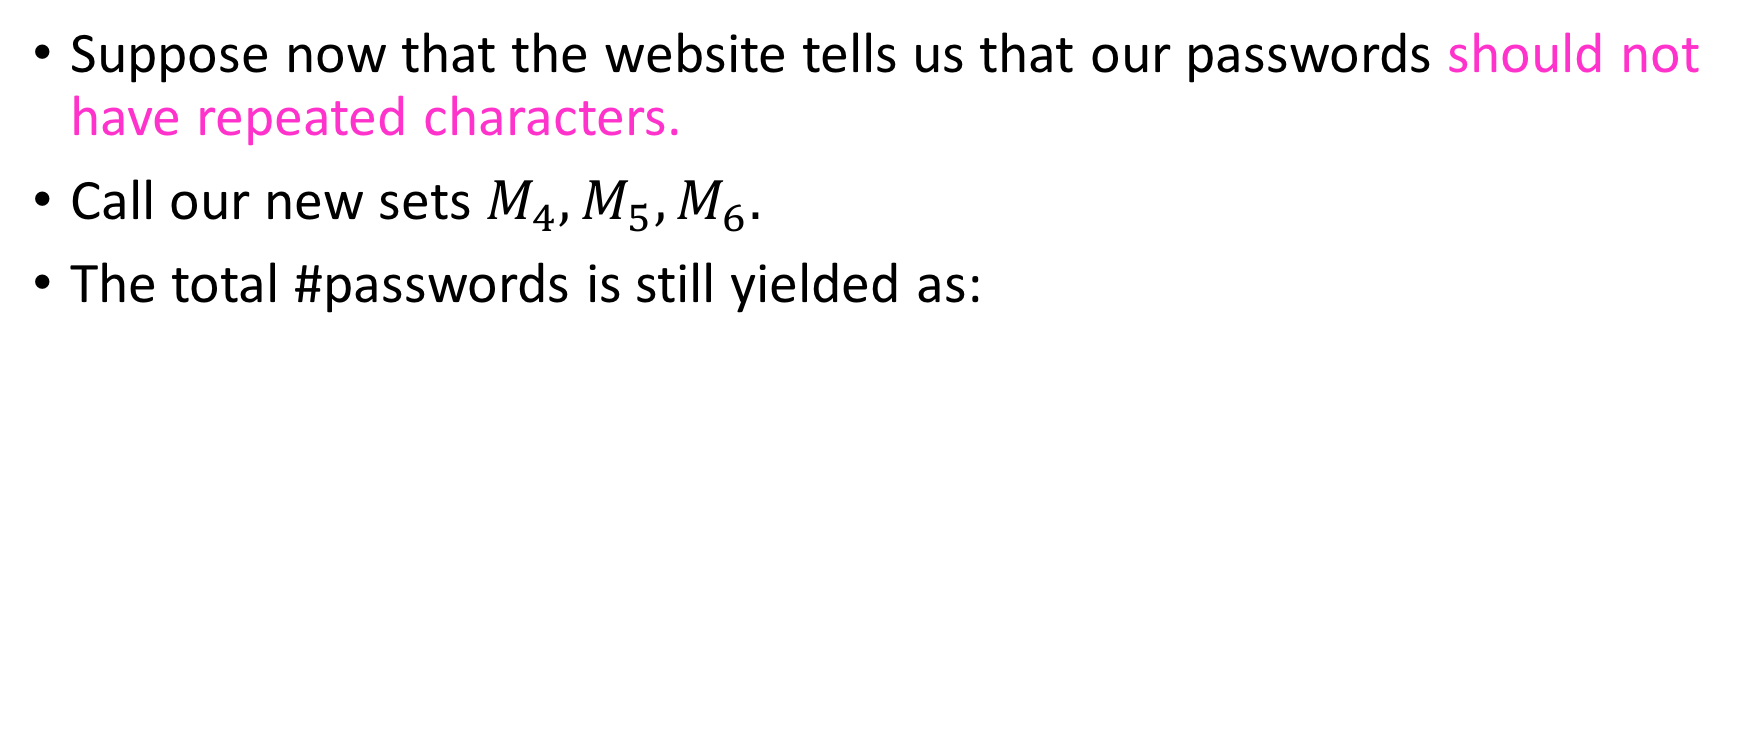 • Suppose now that the website tells us that our passwords should not
have repeated characters.
• Call our new sets 𝑀₄, 𝑀₅, 𝑀₆.
• The total #passwords is still yielded as: